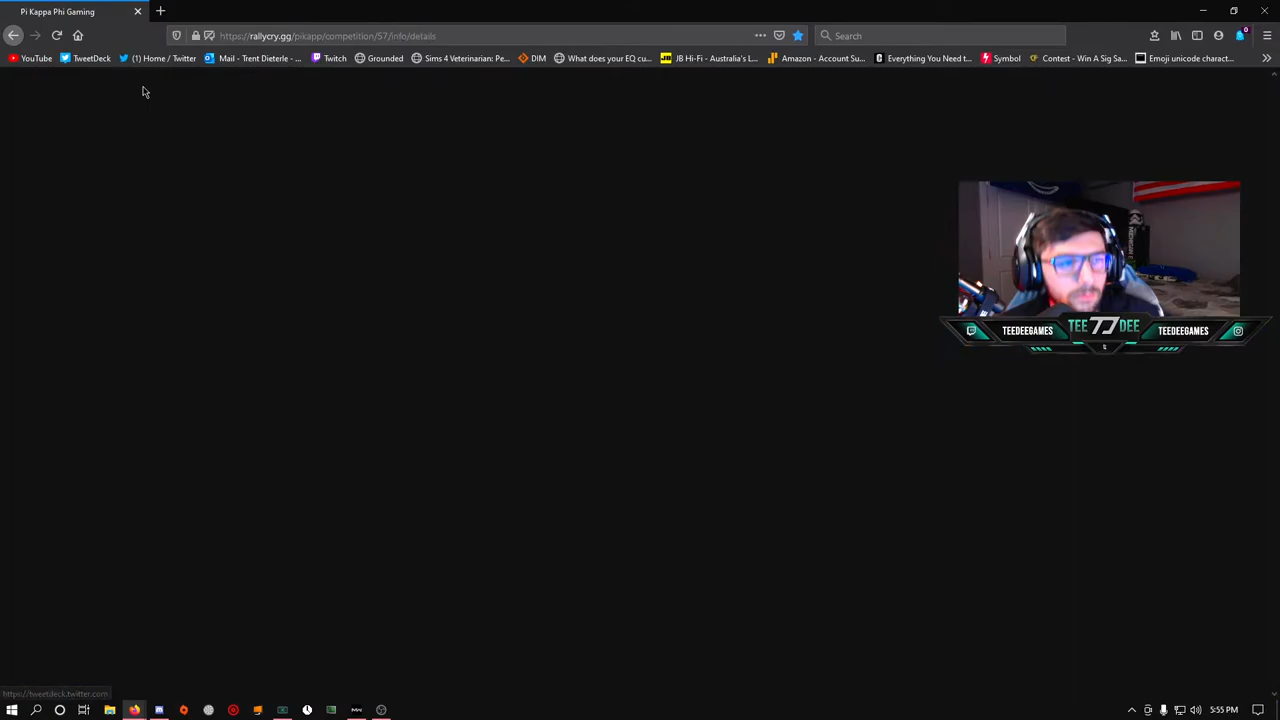 Pi Kappa Phi Gaming
https://rallycry.gg/pikapp/competition/57/info/details
Search
YouTube TweetDeck (1) Home / Twitter Mail - Trent Dieterle - ... Twitch Grounded Sims 4 Veterinarian: Pe... DIM What does your EQ cu... JB JB Hi-Fi - Australia's L... Amazon - Account Su... Everything You Need t... Symbol Contest - Win A Sig Sa... Emoji unicode charact...
TEEDEEGAMES TEE TJ DEE TEEDEEGAMES
https://tweetdeck.twitter.com
5:55 PM